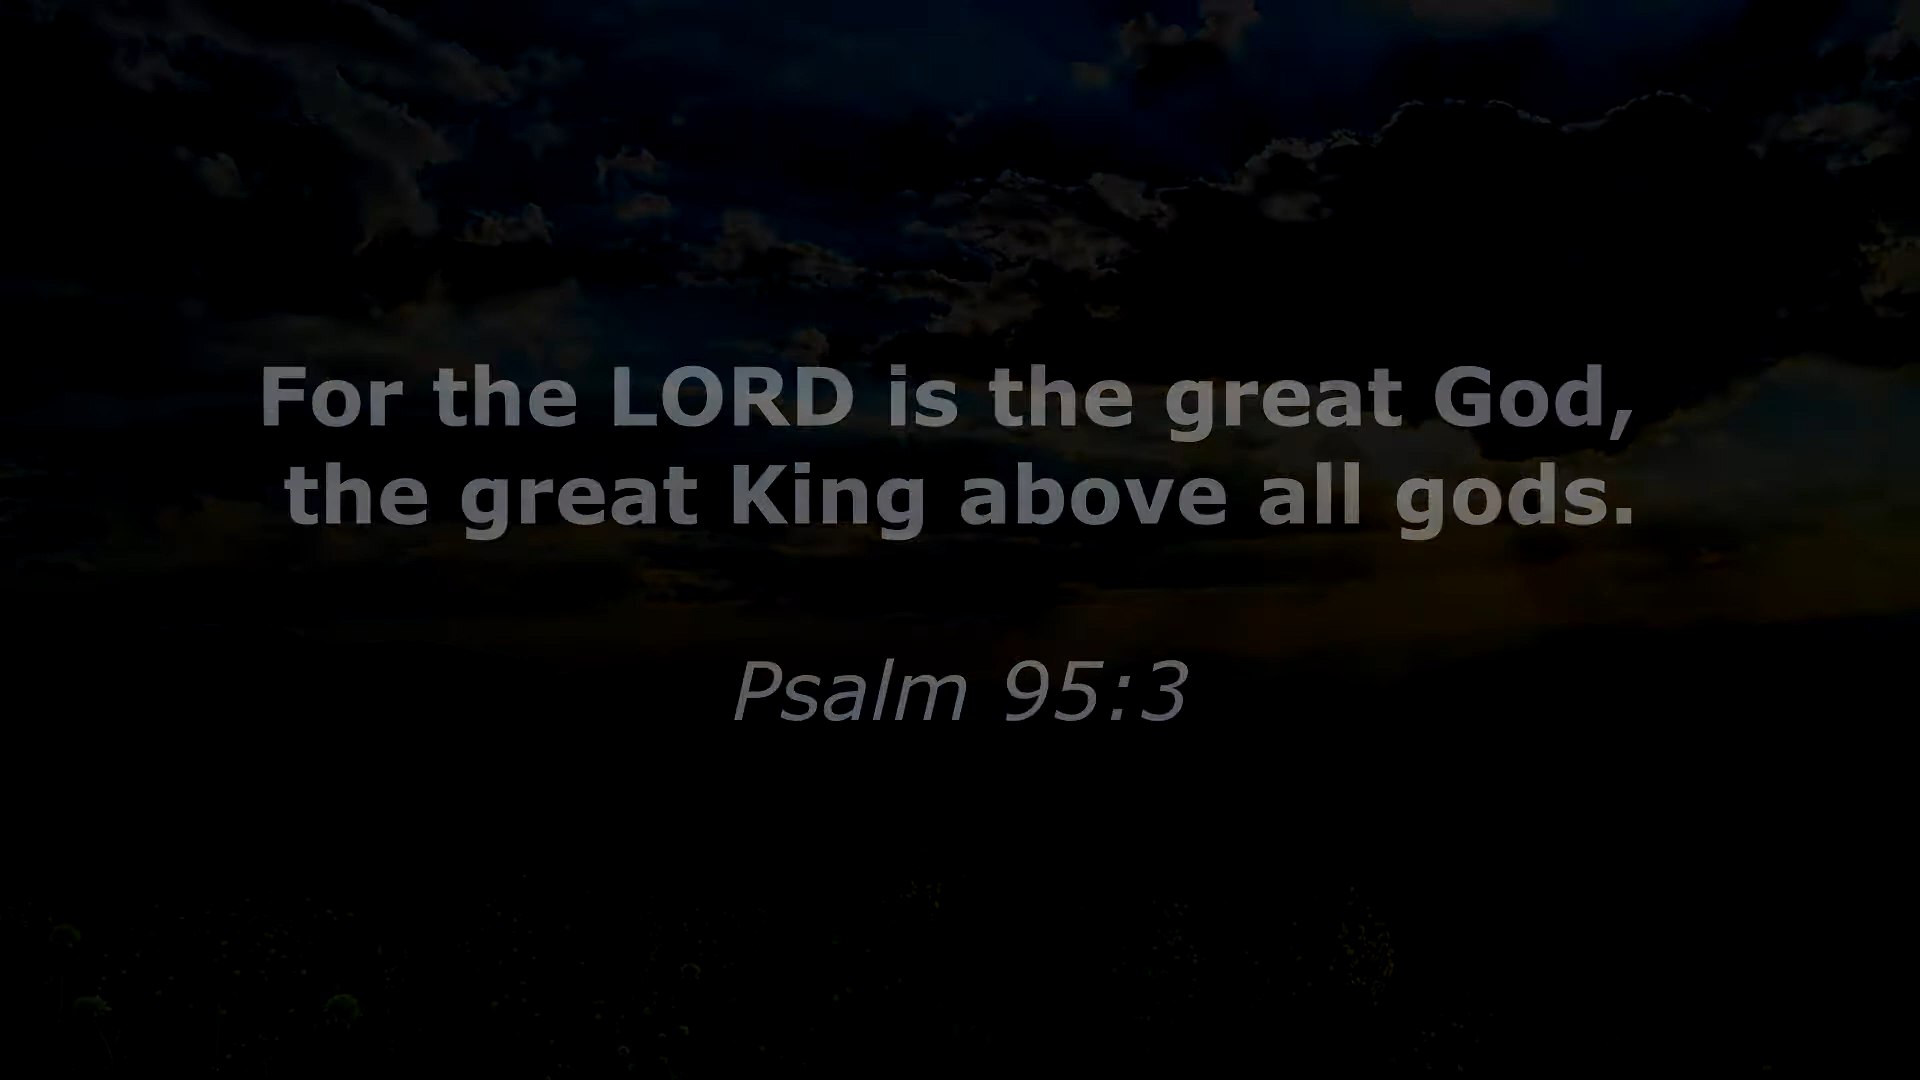 For the LORD is the great God,
the great King above all gods.
Psalm 95:3